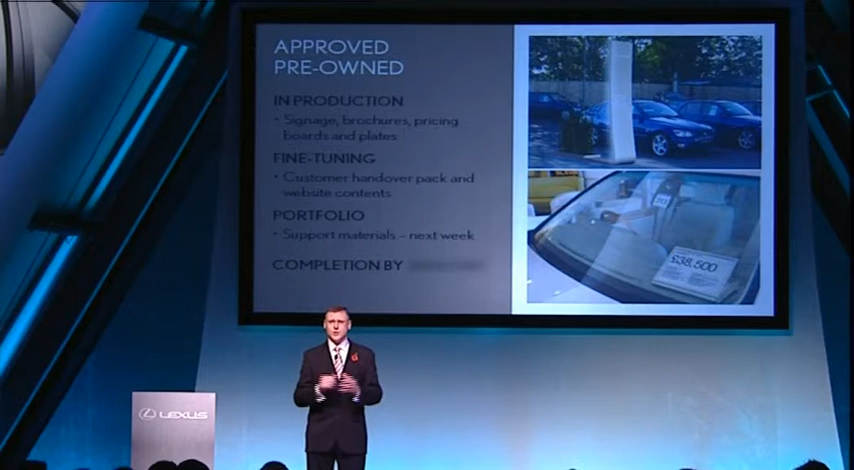 APPROVED
PRE-OWNED
IN PRODUCTION
• Signage, brochures, pricing
boards and plates
FINE-TUNING
• Customer handover pack and
website contents
PORTFOLIO
• Support materials – next week
COMPLETION BY
£38,500
LEXUS